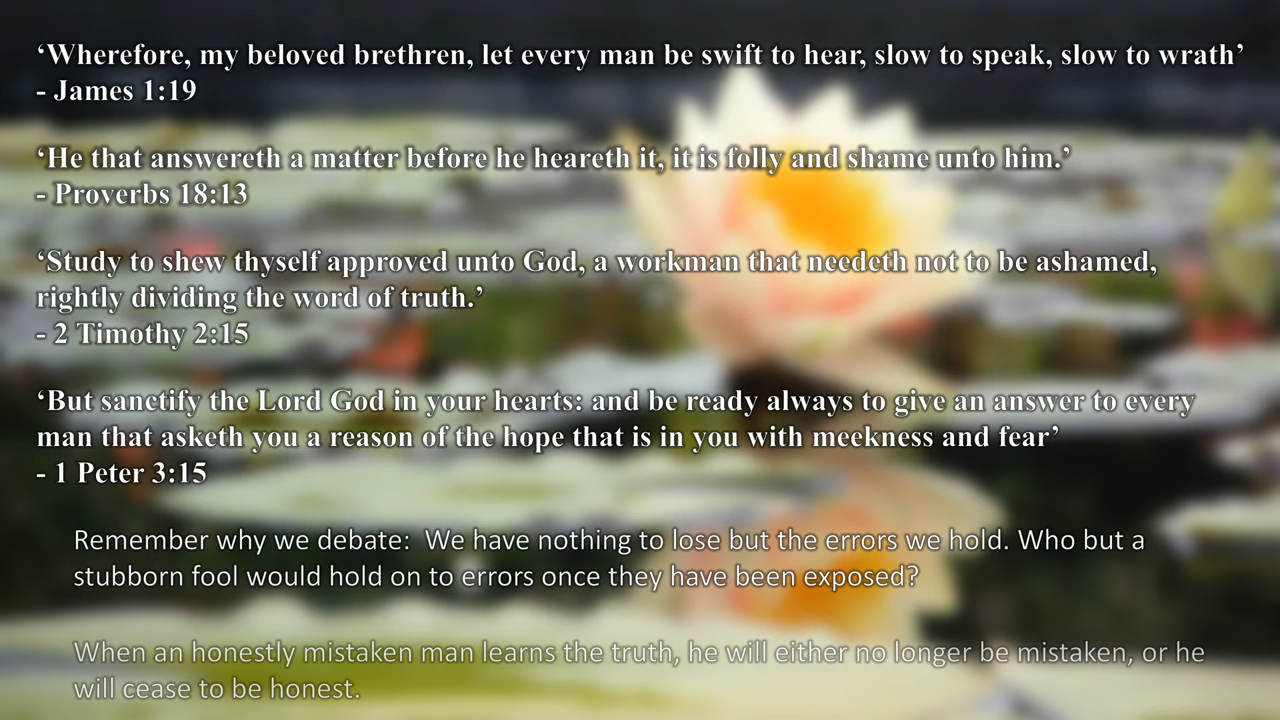 ‘Wherefore, my beloved brethren, let every man be swift to hear, slow to speak, slow to wrath’
- James 1:19
‘He that answereth a matter before he heareth it, it is folly and shame unto him.’
- Proverbs 18:13
‘Study to shew thyself approved unto God, a workman that needeth not to be ashamed,
rightly dividing the word of truth.’
- 2 Timothy 2:15
‘But sanctify the Lord God in your hearts: and be ready always to give an answer to every
man that asketh you a reason of the hope that is in you with meekness and fear’
- 1 Peter 3:15
Remember why we debate:  We have nothing to lose but the errors we hold. Who but a
stubborn fool would hold on to errors once they have been exposed?
When an honestly mistaken man learns the truth, he will either no longer be mistaken, or he
will cease to be honest.